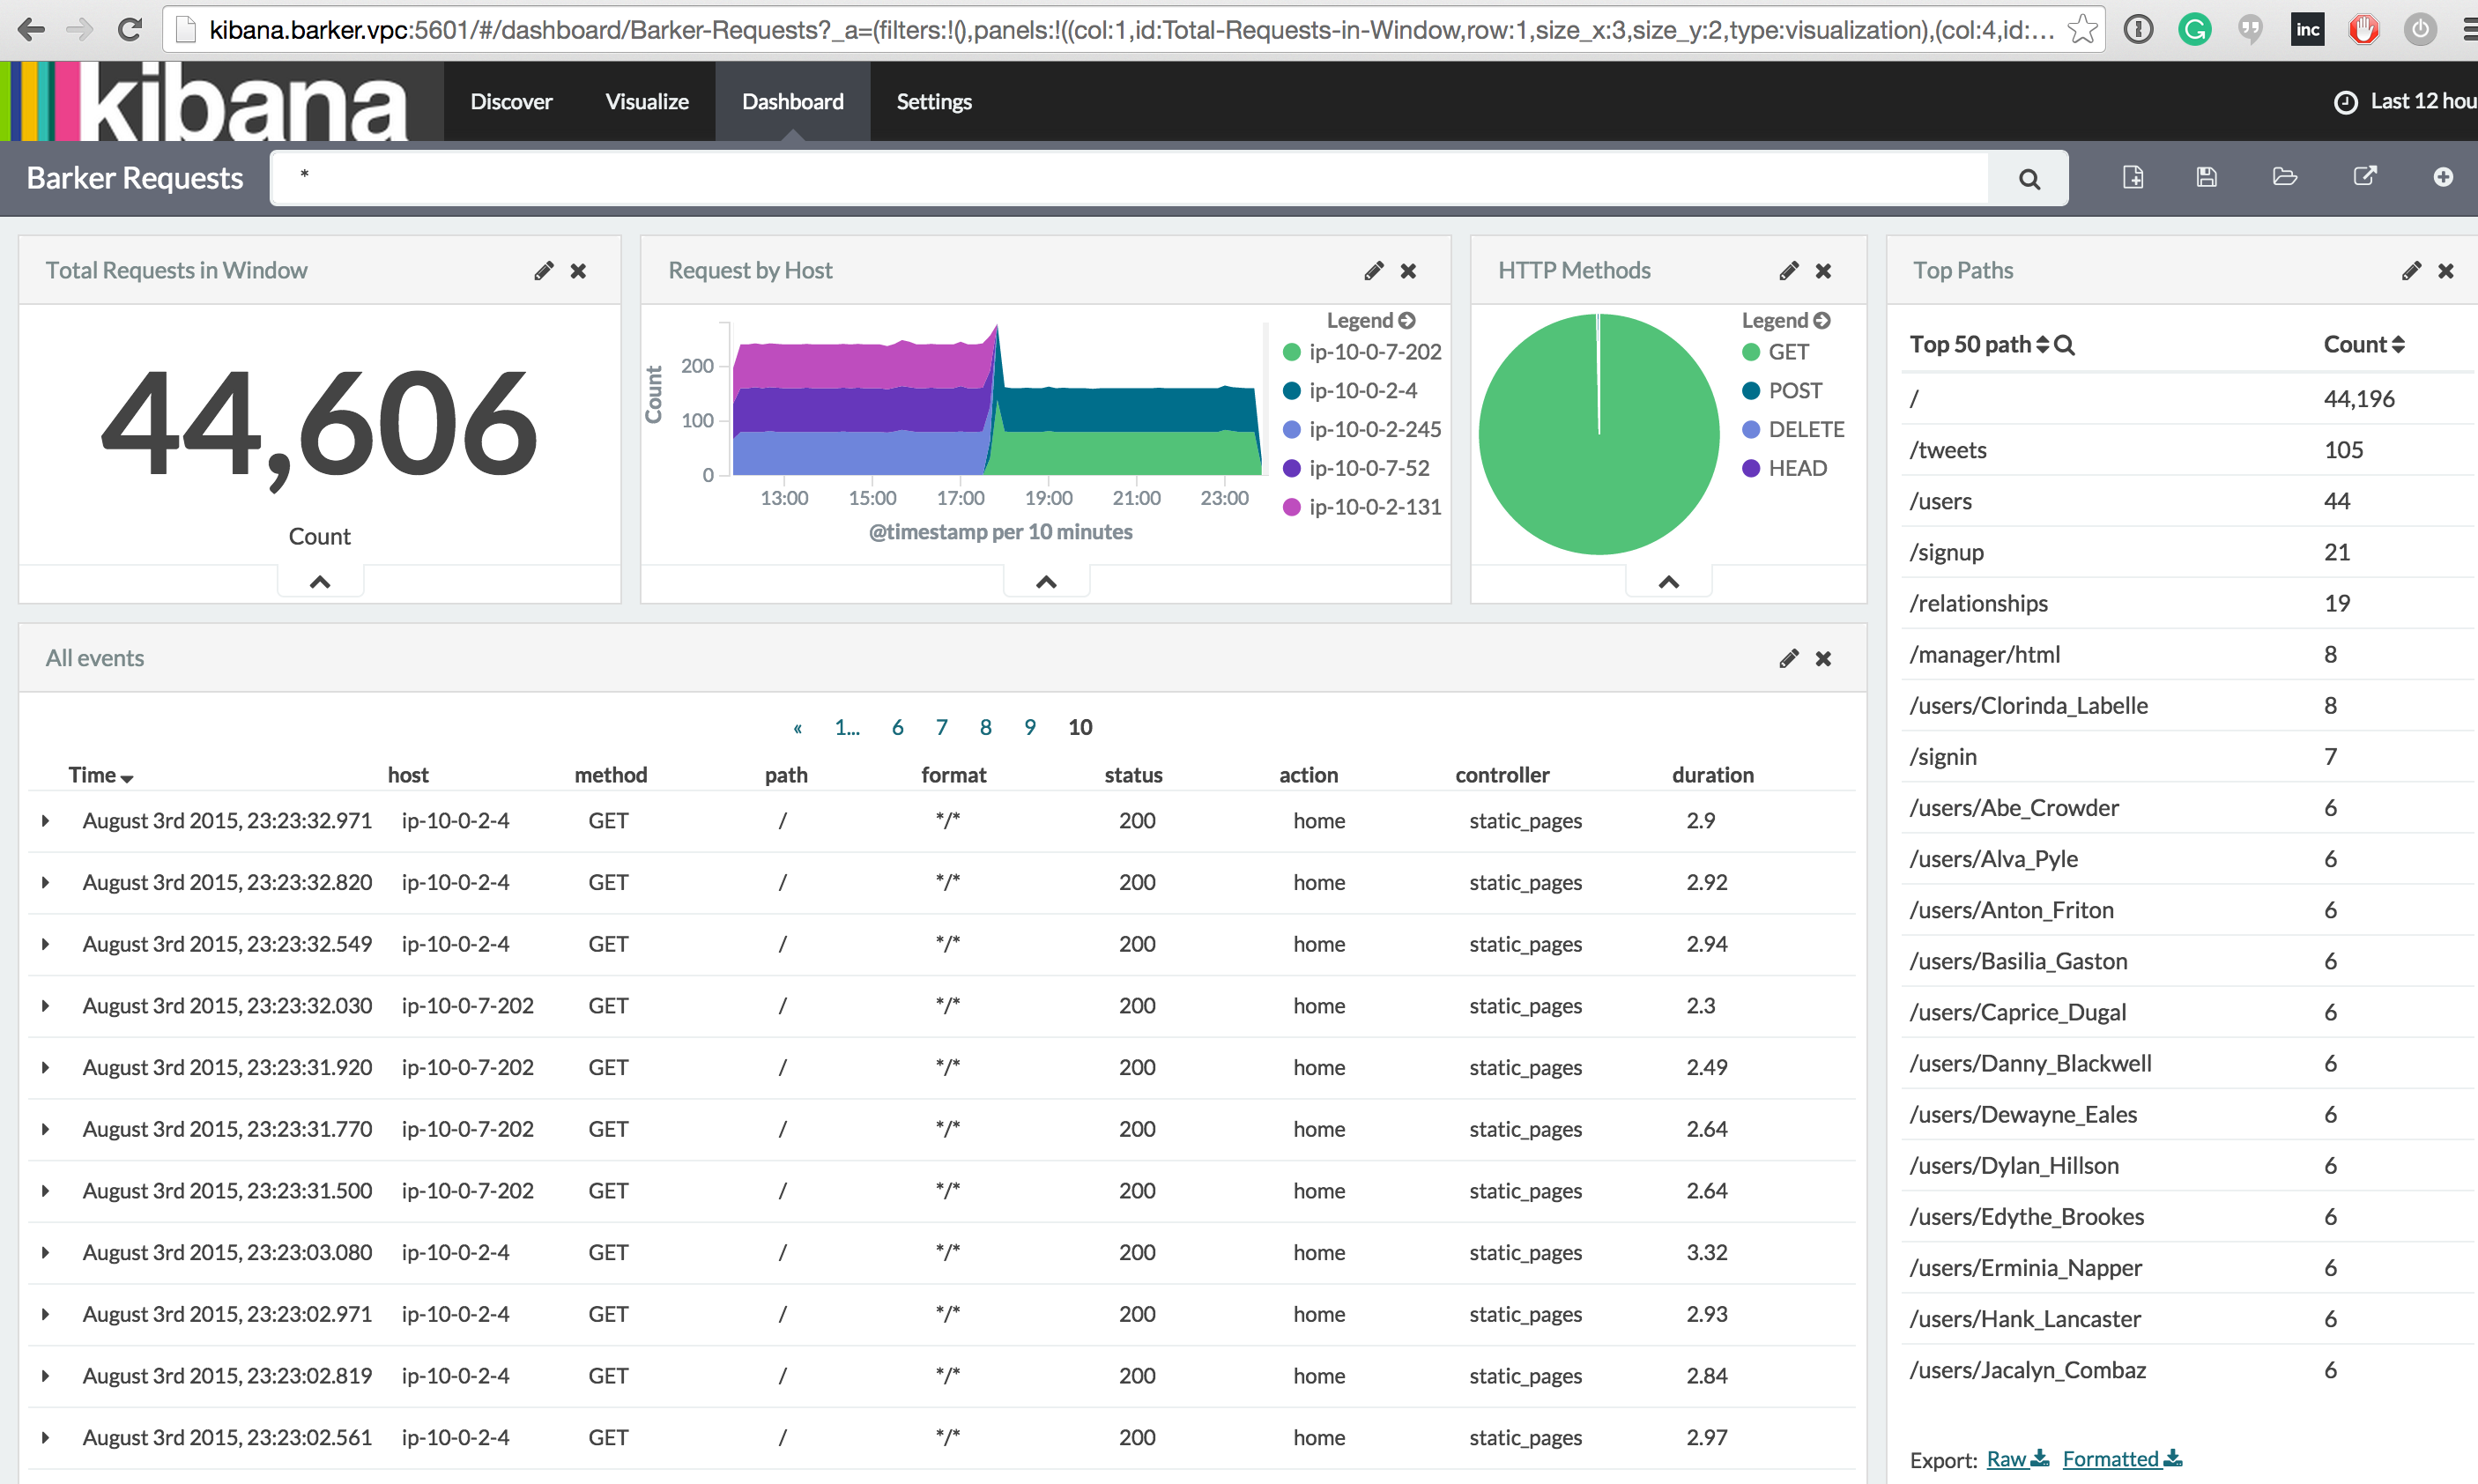 kibana.barker.vpc:5601/#/dashboard/Barker-Requests?_a=(filters:!(),panels:!((col:1,id:Total-Requests-in-Window,row:1,size_x:3,size_y:2,type:visualization),(col:4,id:...
inc
kibana Discover Visualize Dashboard Settings Last 12 hou
Barker Requests *
Total Requests in Window
44,606
Count
Request by Host
Count
200
100
0
13:00 15:00 17:00 19:00 21:00 23:00
@timestamp per 10 minutes
Legend
ip-10-0-7-202
ip-10-0-2-4
ip-10-0-2-245
ip-10-0-7-52
ip-10-0-2-131
HTTP Methods
Legend
GET
POST
DELETE
HEAD
Top Paths
Top 50 path Count
/ 44,196
/tweets 105
/users 44
/signup 21
/relationships 19
/manager/html 8
/users/Clorinda_Labelle 8
/signin 7
/users/Abe_Crowder 6
/users/Alva_Pyle 6
/users/Anton_Friton 6
/users/Basilia_Gaston 6
/users/Caprice_Dugal 6
/users/Danny_Blackwell 6
/users/Dewayne_Eales 6
/users/Dylan_Hillson 6
/users/Edythe_Brookes 6
/users/Erminia_Napper 6
/users/Hank_Lancaster 6
/users/Jacalyn_Combaz 6
Export: Raw Formatted
All events
« 1... 6 7 8 9 10
Time host method path format status action controller duration
August 3rd 2015, 23:23:32.971 ip-10-0-2-4 GET / */* 200 home static_pages 2.9
August 3rd 2015, 23:23:32.820 ip-10-0-2-4 GET / */* 200 home static_pages 2.92
August 3rd 2015, 23:23:32.549 ip-10-0-2-4 GET / */* 200 home static_pages 2.94
August 3rd 2015, 23:23:32.030 ip-10-0-7-202 GET / */* 200 home static_pages 2.3
August 3rd 2015, 23:23:31.920 ip-10-0-7-202 GET / */* 200 home static_pages 2.49
August 3rd 2015, 23:23:31.770 ip-10-0-7-202 GET / */* 200 home static_pages 2.64
August 3rd 2015, 23:23:31.500 ip-10-0-7-202 GET / */* 200 home static_pages 2.64
August 3rd 2015, 23:23:03.080 ip-10-0-2-4 GET / */* 200 home static_pages 3.32
August 3rd 2015, 23:23:02.971 ip-10-0-2-4 GET / */* 200 home static_pages 2.93
August 3rd 2015, 23:23:02.819 ip-10-0-2-4 GET / */* 200 home static_pages 2.84
August 3rd 2015, 23:23:02.561 ip-10-0-2-4 GET / */* 200 home static_pages 2.97